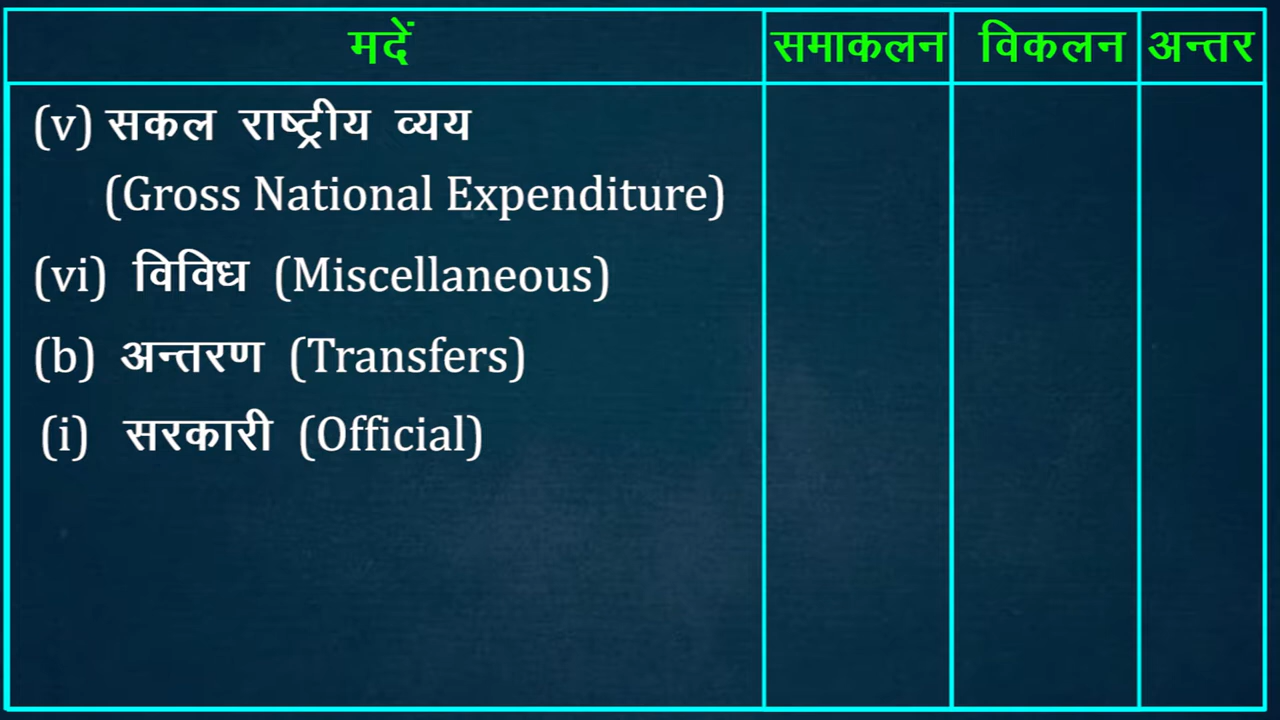 मदें समाकलन विकलन अन्तर
(v) सकल राष्ट्रीय व्यय
(Gross National Expenditure)
(vi) विविध (Miscellaneous)
(b) अन्तरण (Transfers)
(i) सरकारी (Official)